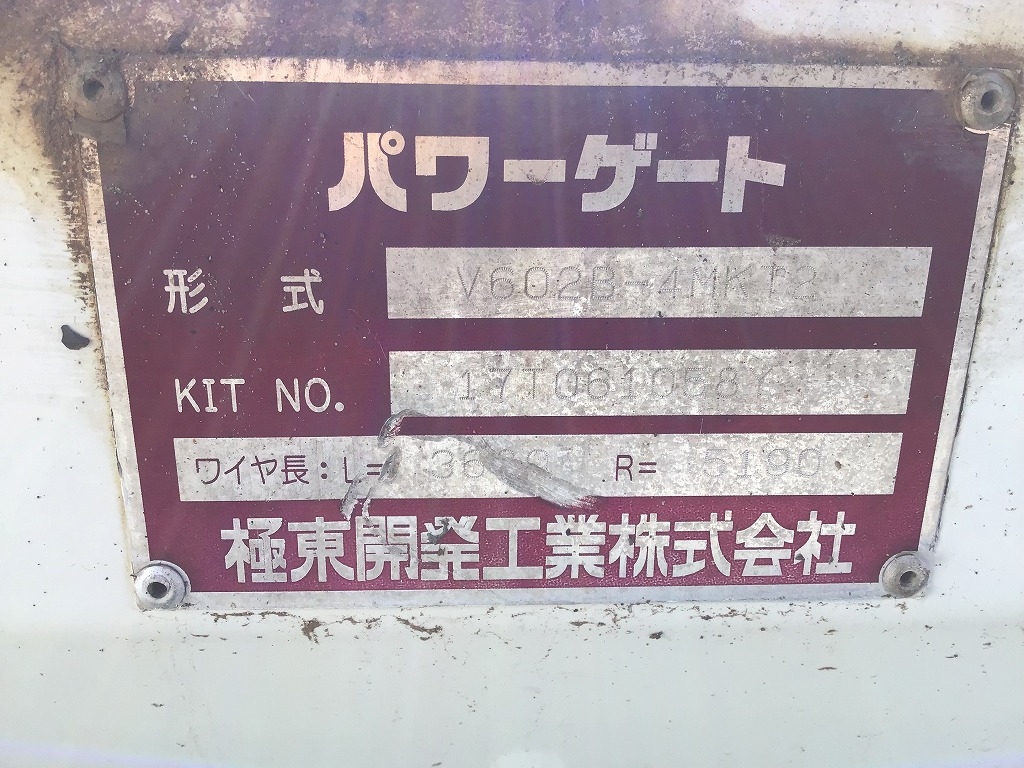 パワーゲート
形式 V602B-4MKT2
KIT NO.
ワイヤ長:L= R= 5190
極東開発工業株式会社